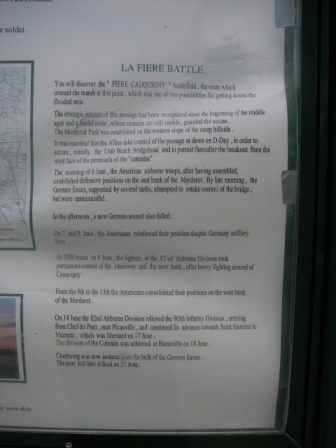 e soldat.
LA FIERE BATTLE
You will discover the " FIERE CAUQUIGNY " battlefield , the route which
crossed the marsh at this point , which was one of two possibilities for getting across the
flooded area.
The strategic interest of this passage had been recognised since the beginning of the middle
ages and a feudal manor , whose remains are still visible , guarded the access.
The Memorial Park was established on the western slope of the steep hillside .
It was essential that the Allies take control of the passage at dawn on D-Day , in order to
secure , initially , the Utah Beach bridgehead and to permit thereafter the breakout from the
west face of the peninsula of the "cotentin"
The morning of 6 June , the American airborne troops, after having assembled,
established defensive positions on the east bank of the Merderet . By late morning , the
German forces, supported by several tanks, attempted to retake control of the bridge ,
but were unsuccessful .
In the afternoon , a new German assault also failed.
On 7 and 8 June , the Americans reinforced their position despite Germany artillery
fires.
At 1030 hours on 9 June , the fighters of the 82 nd Airborne Division took
permanent control of the causeway and the west bank , after heavy fighting around of
Cauquigny .
From the 9th to the 13th the Americans consolidated their positions on the west bank
of the Merderet.
On 14 June the 82nd Airborne Division relieved the 90th Infantry Division , arriving
from Chef du Pont , near Picauville , and continued its advance towards Saint Sauveur le
Vicomte , which was liberated on 17 June .
The division of the Cotentin was achieved at Barneville on 18 June .
Cherbourg was now isolated from the bulk of the German forces .
The port fell into Allied on 27 June .